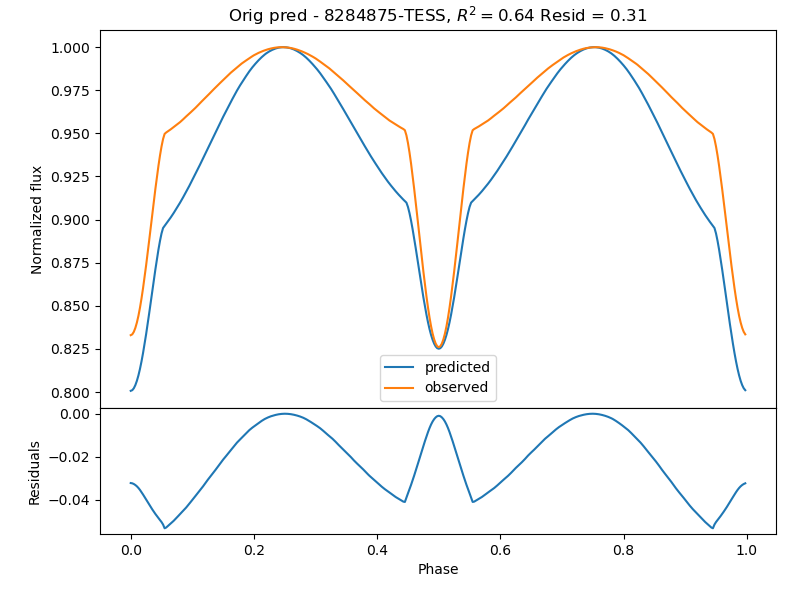 Orig pred - 8284875-TESS, $R^2 = 0.64$ Resid = 0.31
1.000
0.975
0.950
0.925
0.900
0.875
0.850
0.825
0.800
Normalized flux
predicted
observed
0.00
−0.02
−0.04
Residuals
0.0 0.2 0.4 0.6 0.8 1.0
Phase